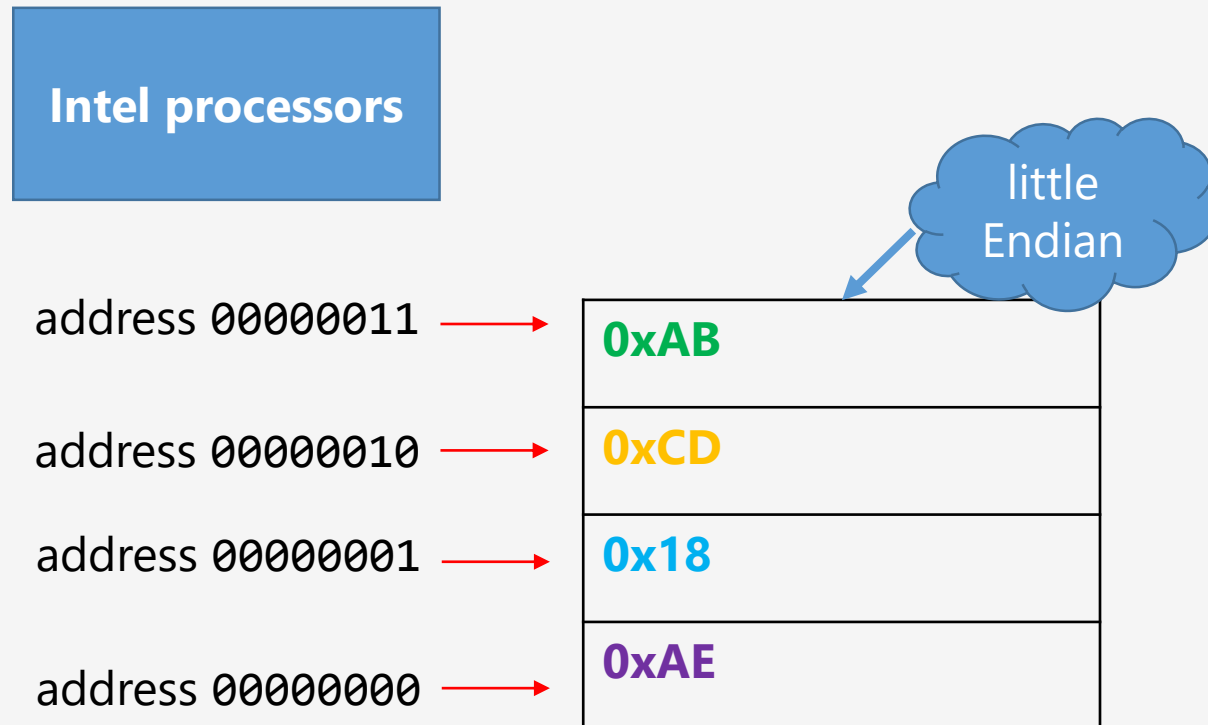 Intel processors
little
Endian
address 00000011
0xAB
address 00000010
0xCD
address 00000001
0x18
address 00000000
0xAE